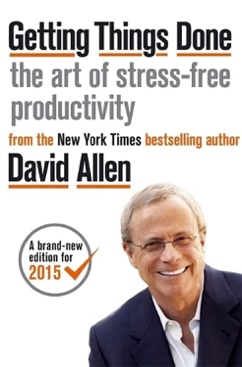 Getting Things Done
the art of stress-free
productivity
from the New York Times bestselling author
David Allen
A brand-new
edition for
2015